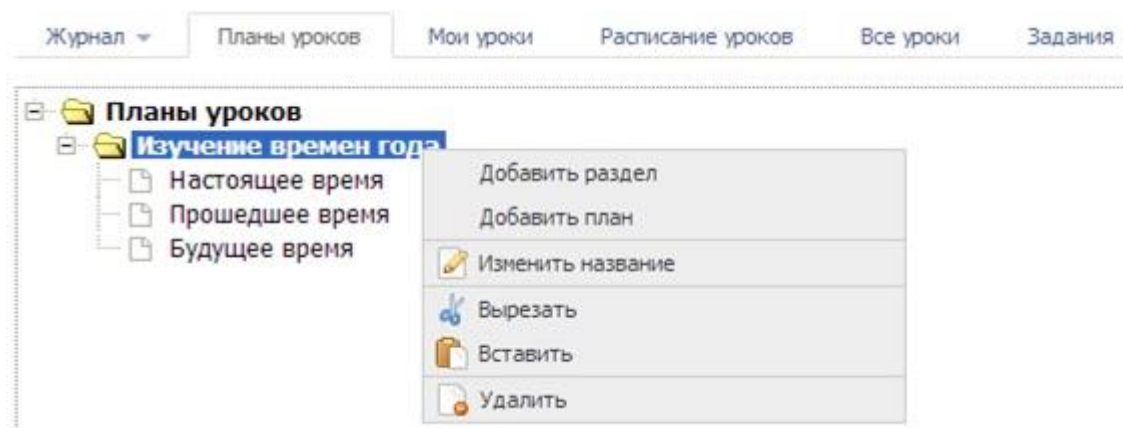 Журнал Планы уроков Мои уроки Расписание уроков Все уроки Задания
Планы уроков
Изучение времен года
Настоящее время
Прошедшее время
Будущее время
Добавить раздел
Добавить план
Изменить название
Вырезать
Вставить
Удалить